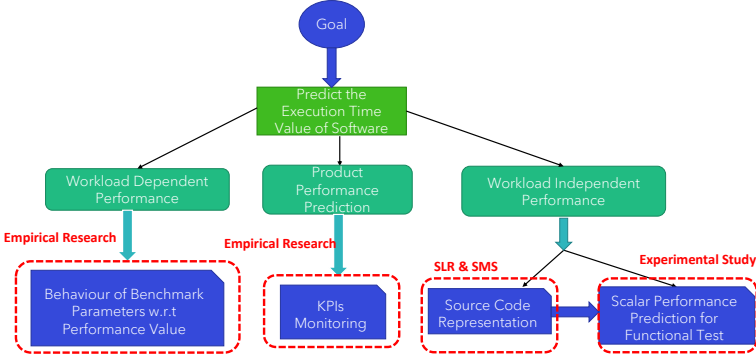 Goal
Predict the
Execution Time
Value of Software
Workload Dependent
Performance
Product
Performance
Prediction
Workload Independent
Performance
Empirical Research
Empirical Research
SLR & SMS
Experimental Study
Behaviour of Benchmark
Parameters w.r.t
Performance Value
KPIs
Monitoring
Source Code
Representation
Scalar Performance
Prediction for
Functional Test